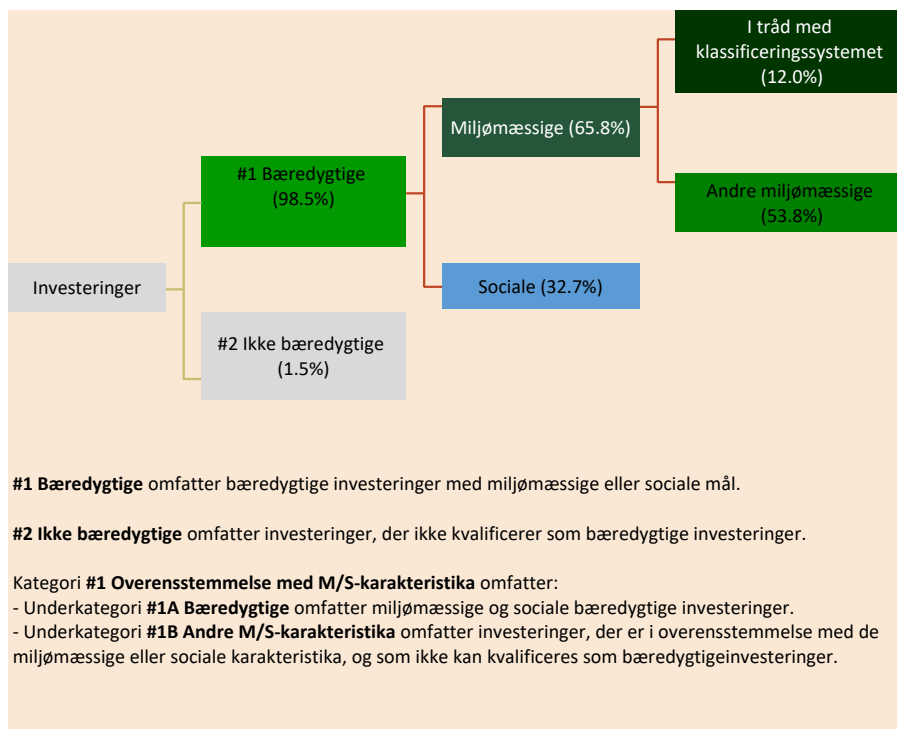 I tråd med
klassificeringssystemet
(12.0%)
Miljømæssige (65.8%)
#1 Bæredygtige
(98.5%)
Andre miljømæssige
(53.8%)
Investeringer
Sociale (32.7%)
#2 Ikke bæredygtige
(1.5%)
#1 Bæredygtige omfatter bæredygtige investeringer med miljømæssige eller sociale mål.
#2 Ikke bæredygtige omfatter investeringer, der ikke kvalificerer som bæredygtige investeringer.
Kategori #1 Overensstemmelse med M/S-karakteristika omfatter:
- Underkategori #1A Bæredygtige omfatter miljømæssige og sociale bæredygtige investeringer.
- Underkategori #1B Andre M/S-karakteristika omfatter investeringer, der er i overensstemmelse med de
miljømæssige eller sociale karakteristika, og som ikke kan kvalificeres som bæredygtigeinvesteringer.